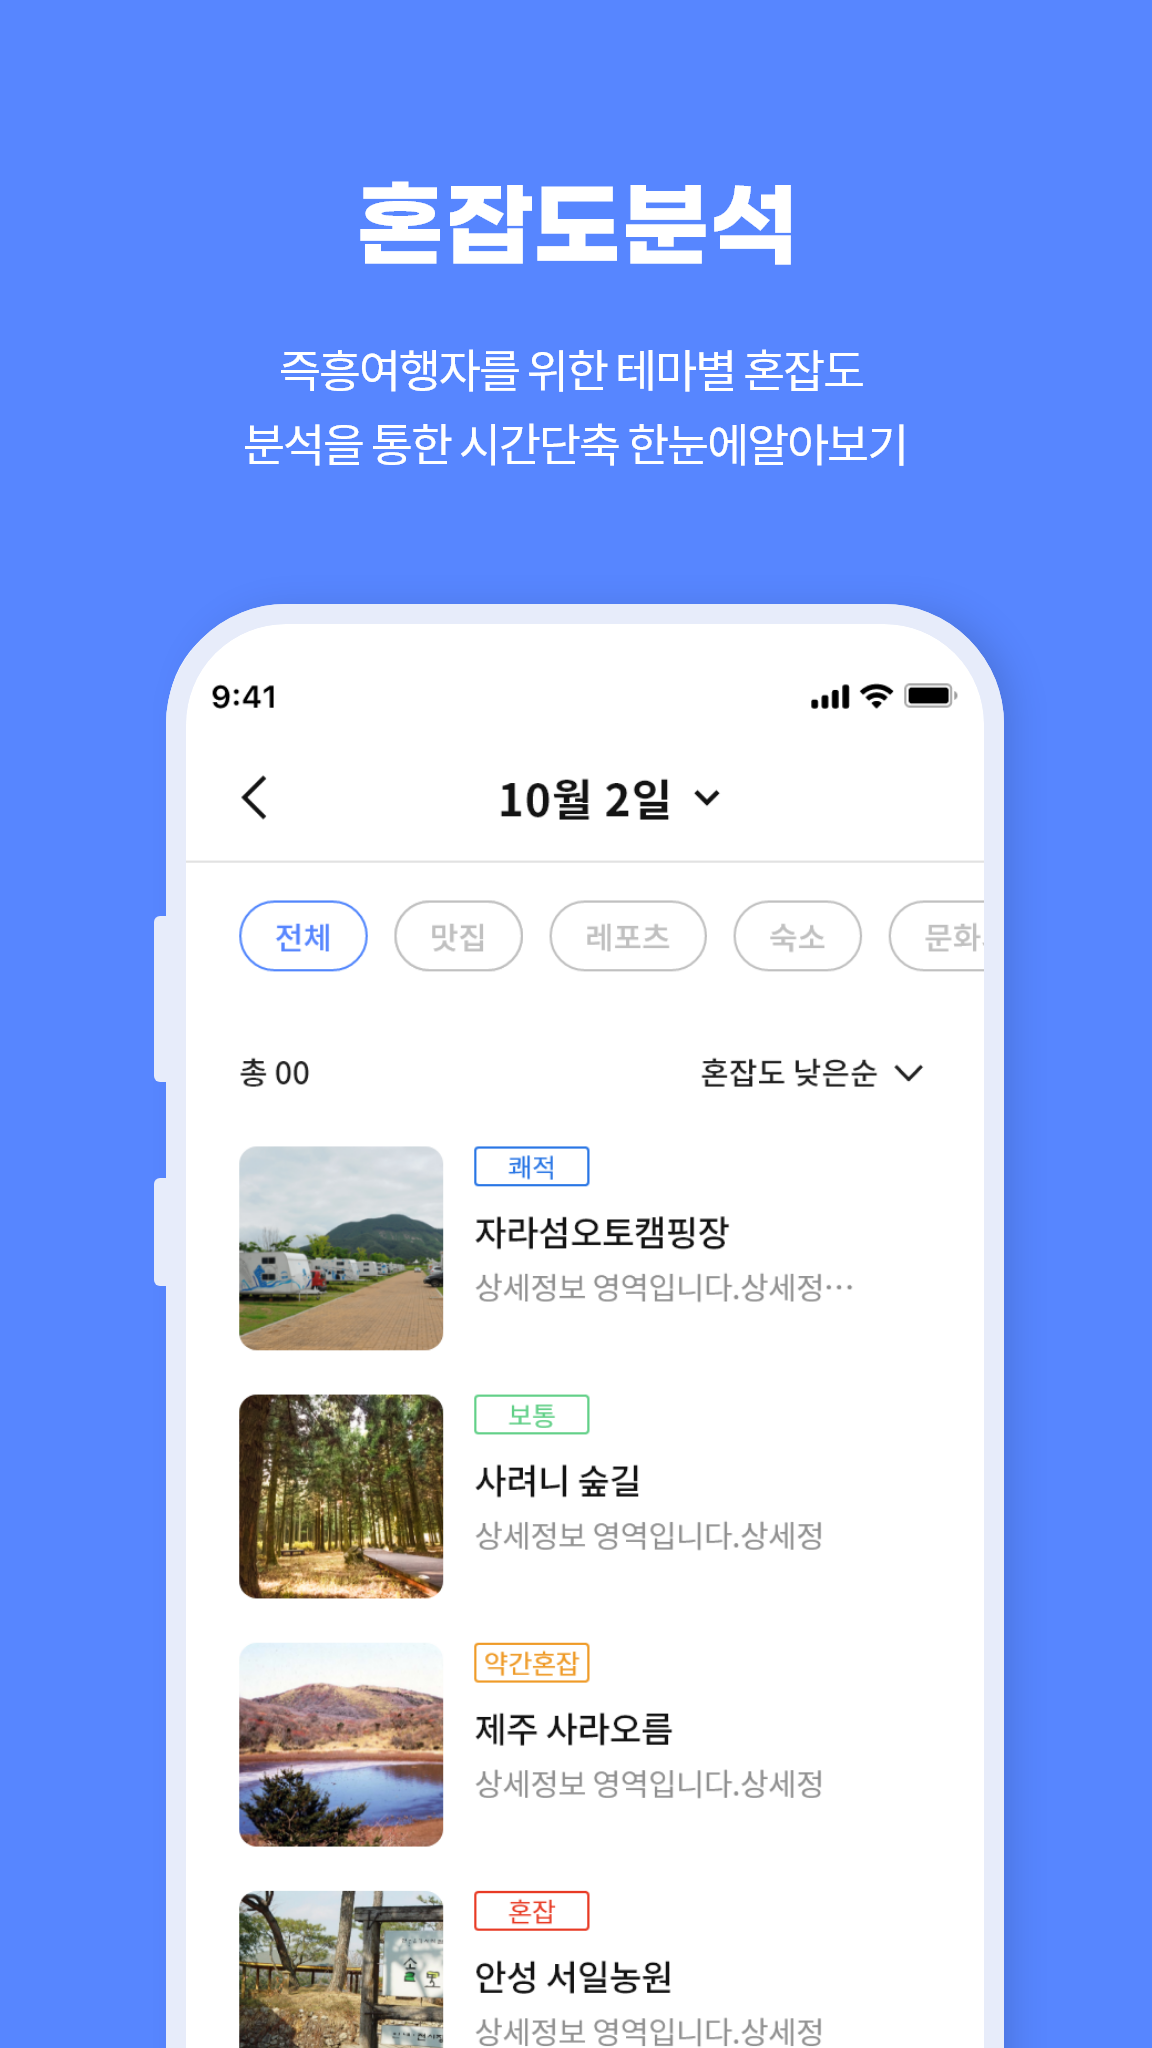 혼잡도분석
즉흥여행자를 위한 테마별 혼잡도
분석을 통한 시간단축 한눈에알아보기
9:41
10월 2일
전체 맛집 레포츠 숙소 문화
총 00 혼잡도 낮은순
쾌적
자라섬오토캠핑장
상세정보 영역입니다.상세정···
보통
사려니 숲길
상세정보 영역입니다.상세정
약간혼잡
제주 사라오름
상세정보 영역입니다.상세정
혼잡
안성 서일농원
상세정보 영역입니다.상세정